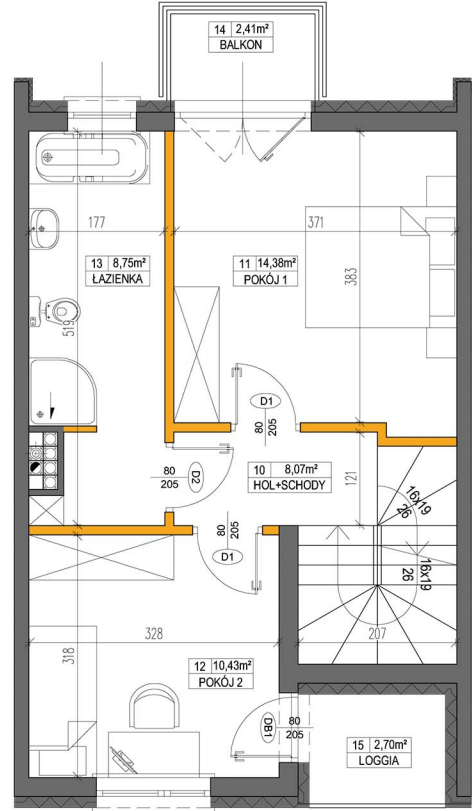 14 2,41m²
BALKON
177
371
13 8,75m²
ŁAZIENKA
11 14,38m²
POKÓJ 1
383
519
D1
80
205
10 8,07m²
HOL+SCHODY
121
80
205
D2
16x19
26
80
205
D1
16x19
26
328
318
207
12 10,43m²
POKÓJ 2
DB1
80
205
15 2,70m²
LOGGIA